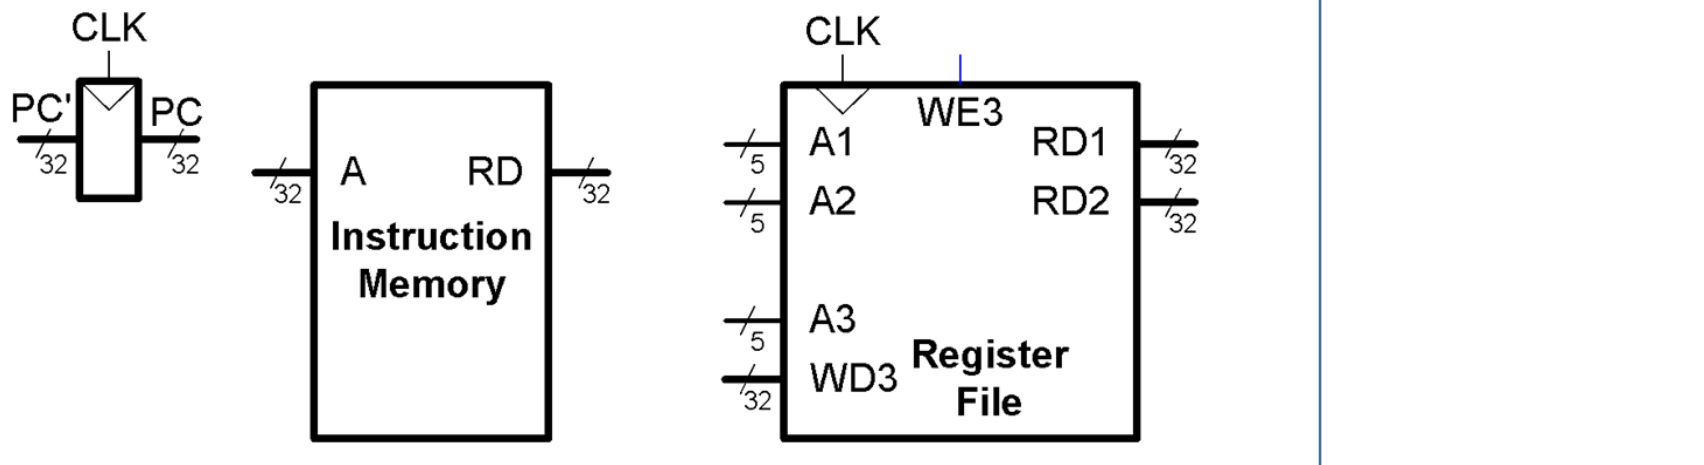 CLK
PC'
PC
32
32
A
RD
32
32
Instruction
Memory
CLK
WE3
A1
RD1
5
32
A2
RD2
5
32
A3
5
WD3
32
Register
File